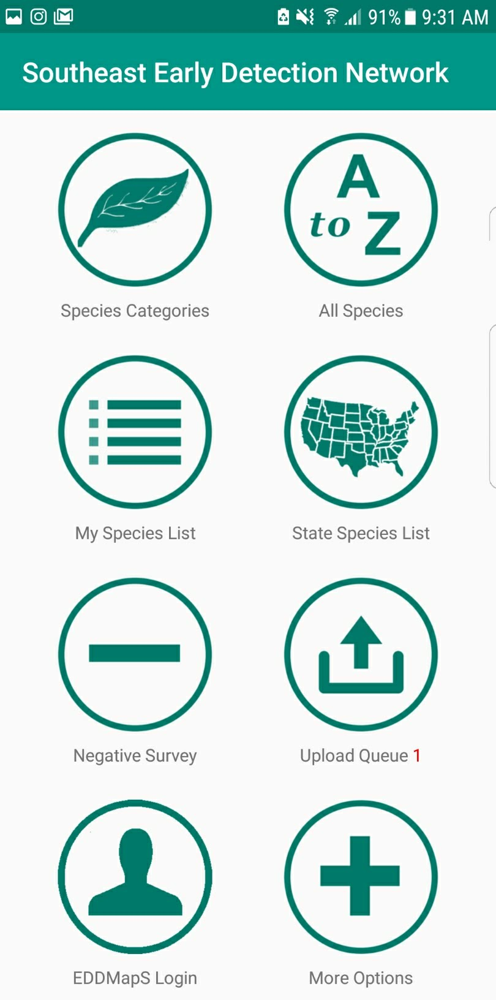 91% 9:31 AM
Southeast Early Detection Network
A
to Z
Species Categories
All Species
My Species List
State Species List
Negative Survey
Upload Queue 1
EDDMapS Login
More Options